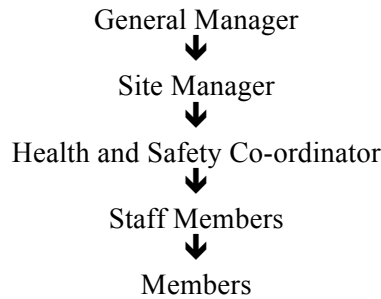 General Manager
Site Manager
Health and Safety Co-ordinator
Staff Members
Members